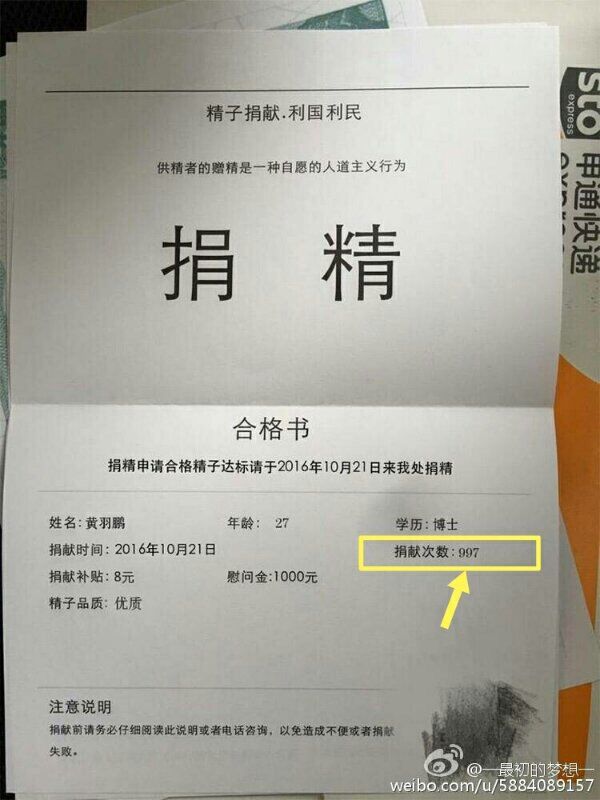 精子捐献.利国利民
供精者的赠精是一种自愿的人道主义行为
捐 精
合格书
捐精申请合格精子达标请于2016年10月21日来我处捐精
姓名:黄羽鹏 年龄: 27 学历:博士
捐献时间:2016年10月21日 捐献次数:997
捐献补贴:8元 慰问金:1000元
精子品质:优质
注意说明
捐献前请务必仔细阅读此说明或者电话咨询,以免造成不便或者捐献
失败。
sto
express
申通快递
一最初的梦想一
weibo.com/u/5884089157